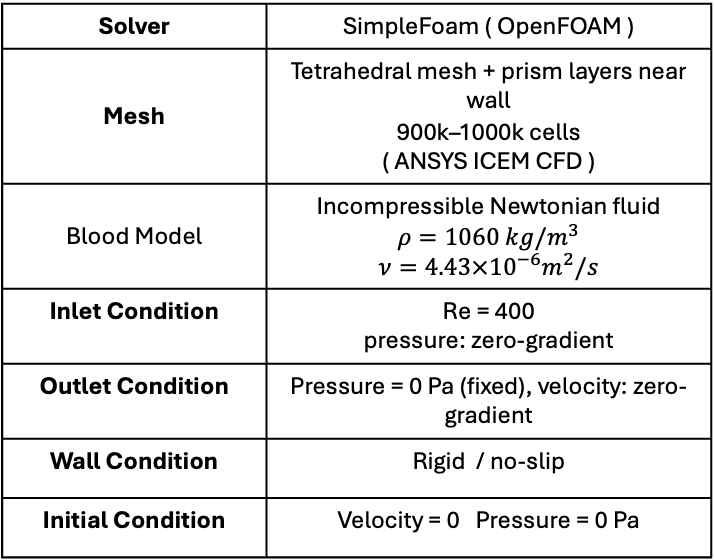 Solver
SimpleFoam ( OpenFOAM )
Mesh
Tetrahedral mesh + prism layers near
wall
900k–1000k cells
( ANSYS ICEM CFD )
Blood Model
Incompressible Newtonian fluid
ρ = 1060 kg/m³
ν = 4.43×10⁻⁶m²/s
Inlet Condition
Re = 400
pressure: zero-gradient
Outlet Condition
Pressure = 0 Pa (fixed), velocity: zero-
gradient
Wall Condition
Rigid / no-slip
Initial Condition
Velocity = 0 Pressure = 0 Pa